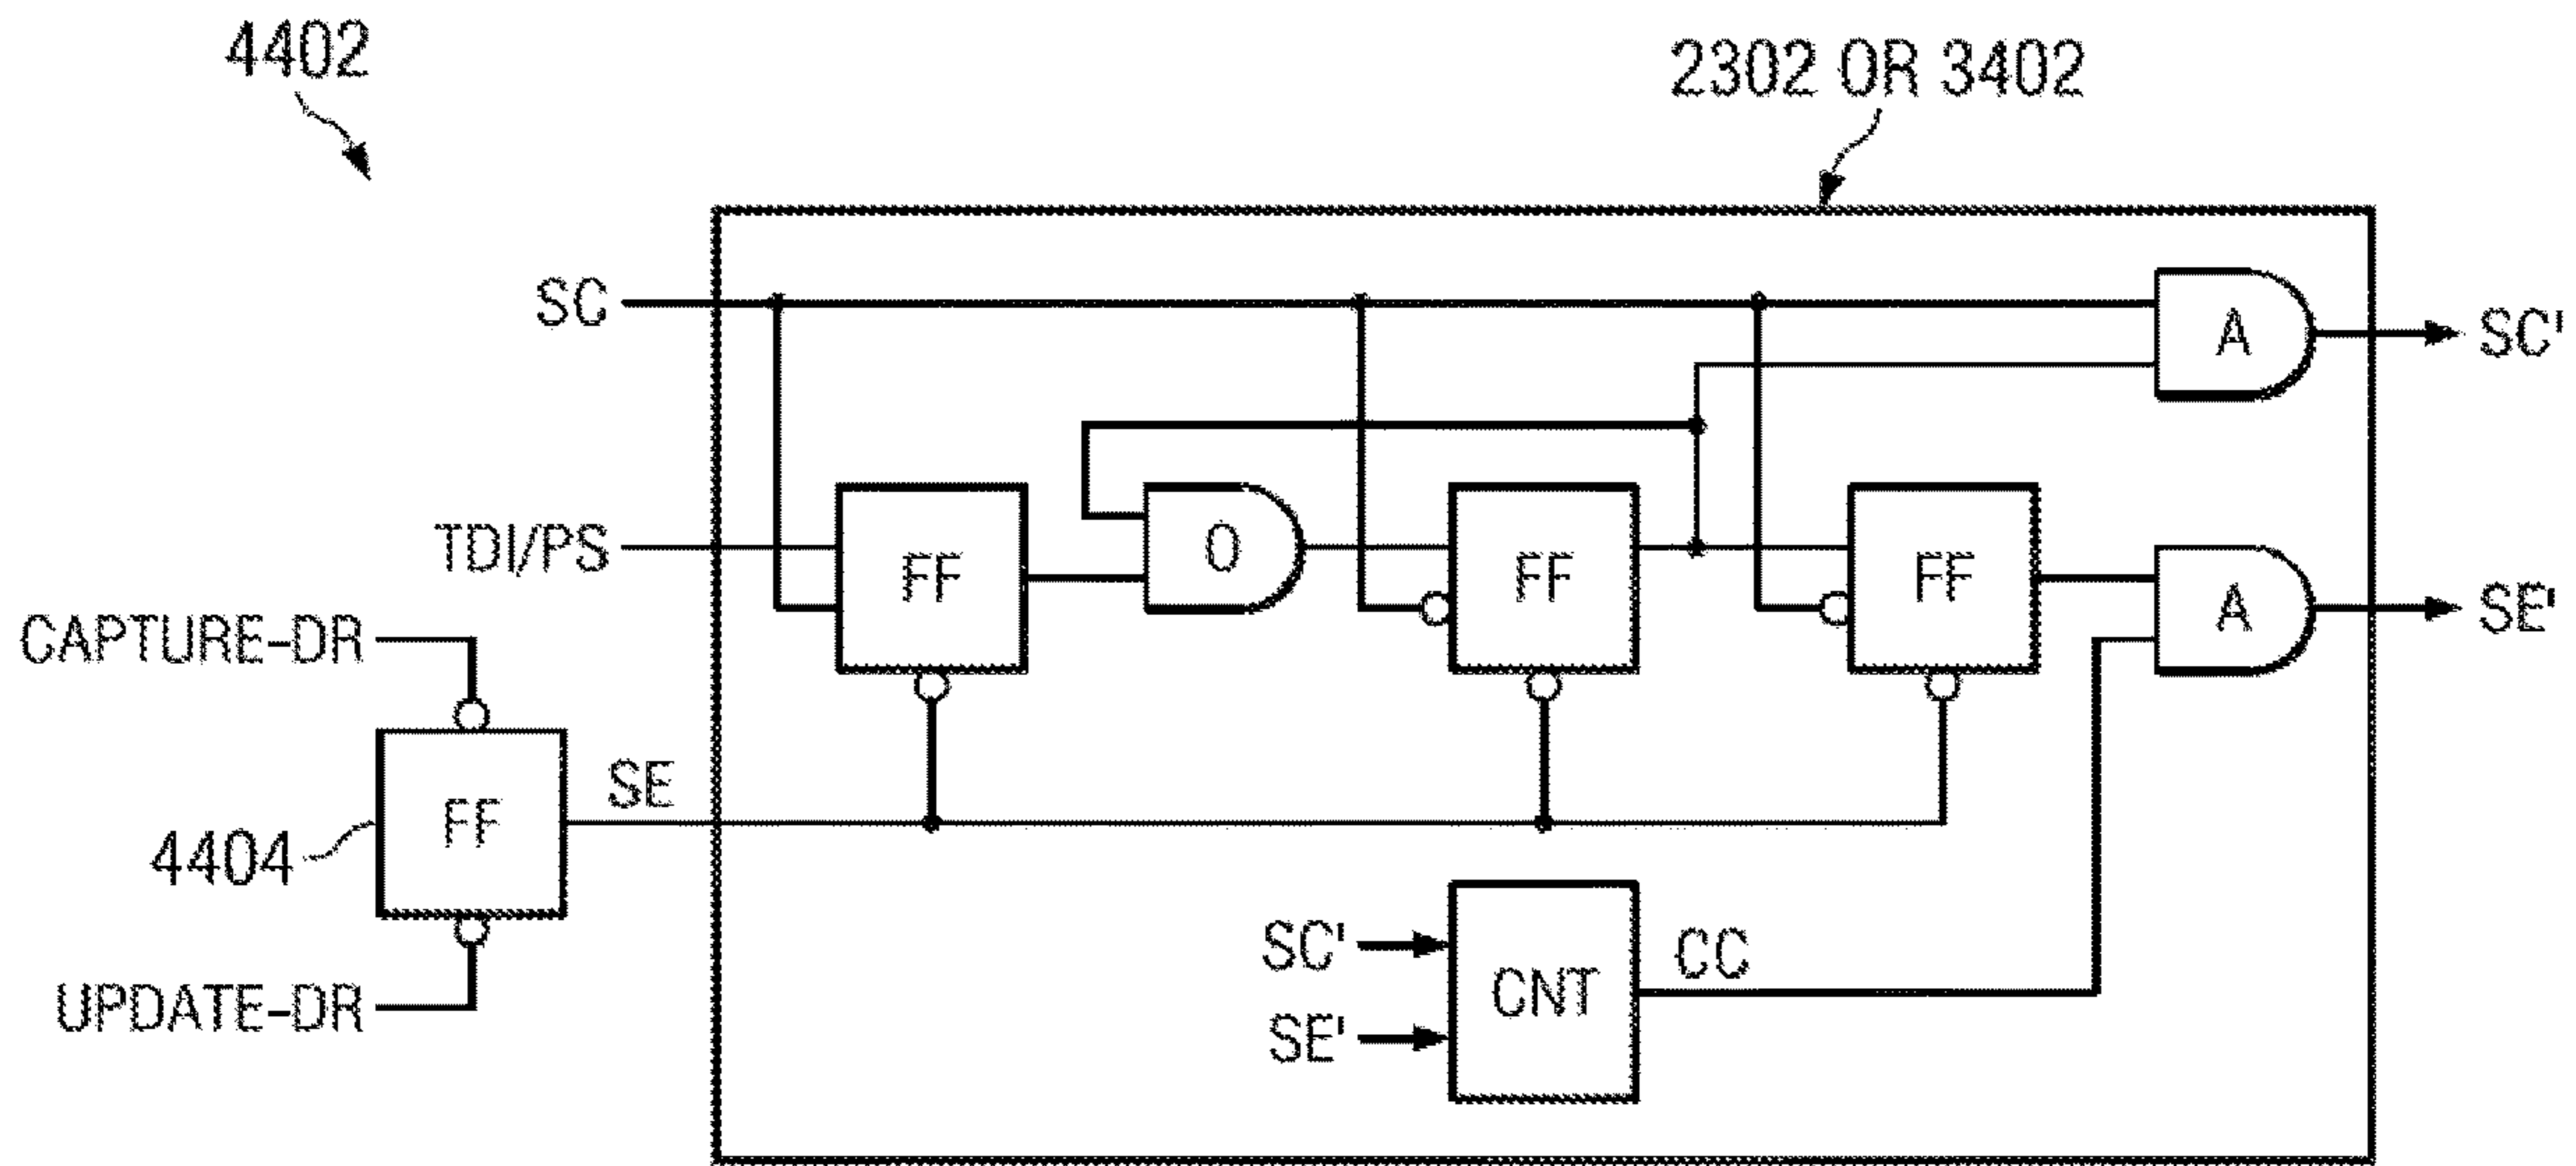 4402
2302 OR 3402
SC
A
SC'
TDI/PS
FF
O
FF
FF
A
SE'
CAPTURE-DR
FF
SE
4404
UPDATE-DR
SC'
SE'
CNT
CC